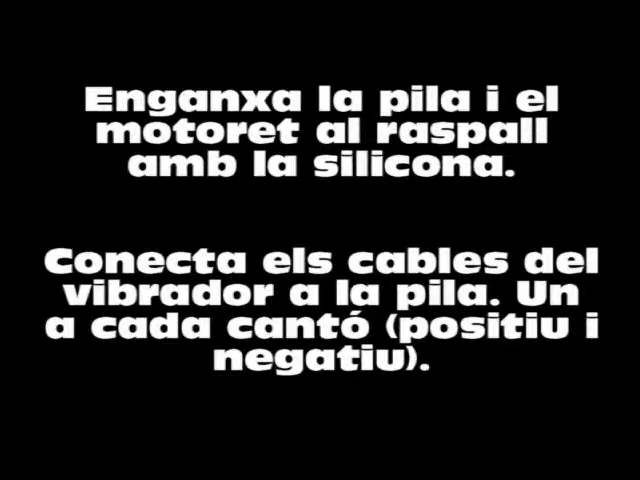 Enganxa la pila i el
motoret al raspall
amb la silicona.
Conecta els cables del
vibrador a la pila. Un
a cada cantó (positiu i
negatiu).